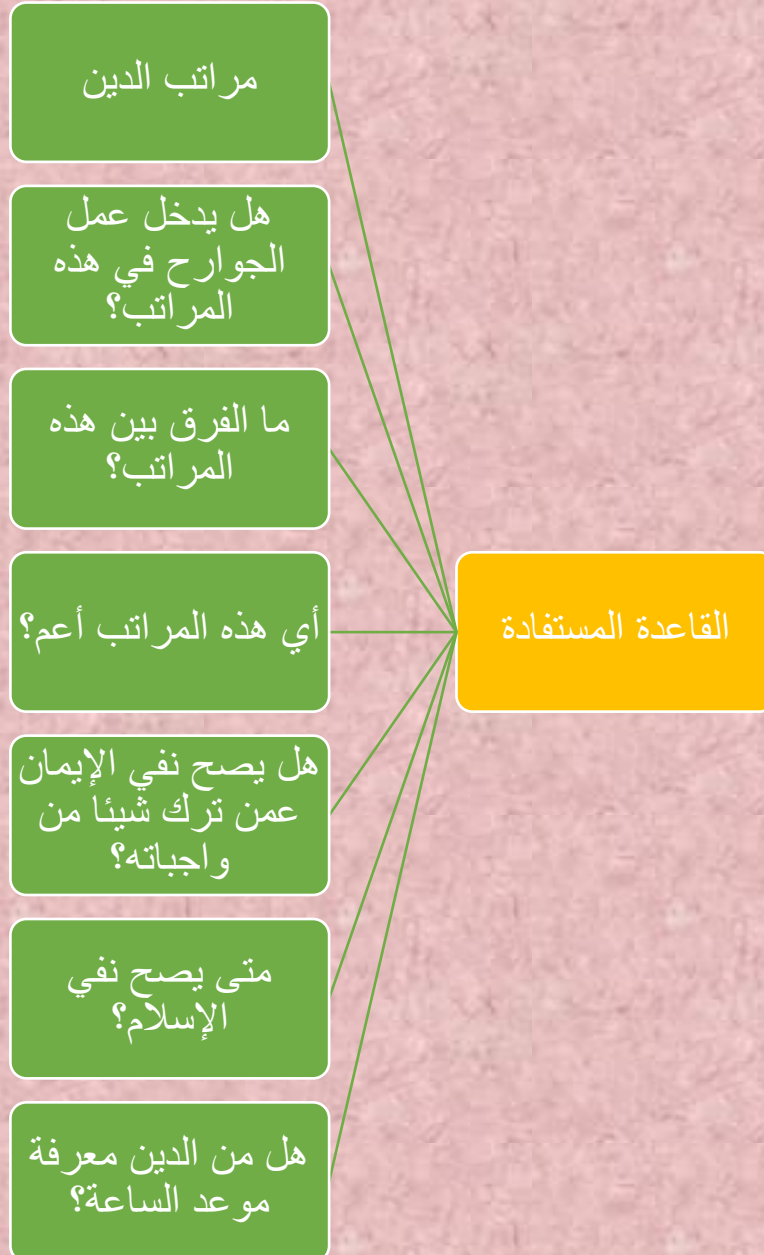 القاعدة المستفادة
مراتب الدين
هل يدخل عمل
الجوارح في هذه
المراتب؟
ما الفرق بين هذه
المراتب؟
أي هذه المراتب أعم؟
هل يصح نفي الإيمان
عمن ترك شيئا من
واجباته؟
متى يصح نفي
الإسلام؟
هل من الدين معرفة
موعد الساعة؟